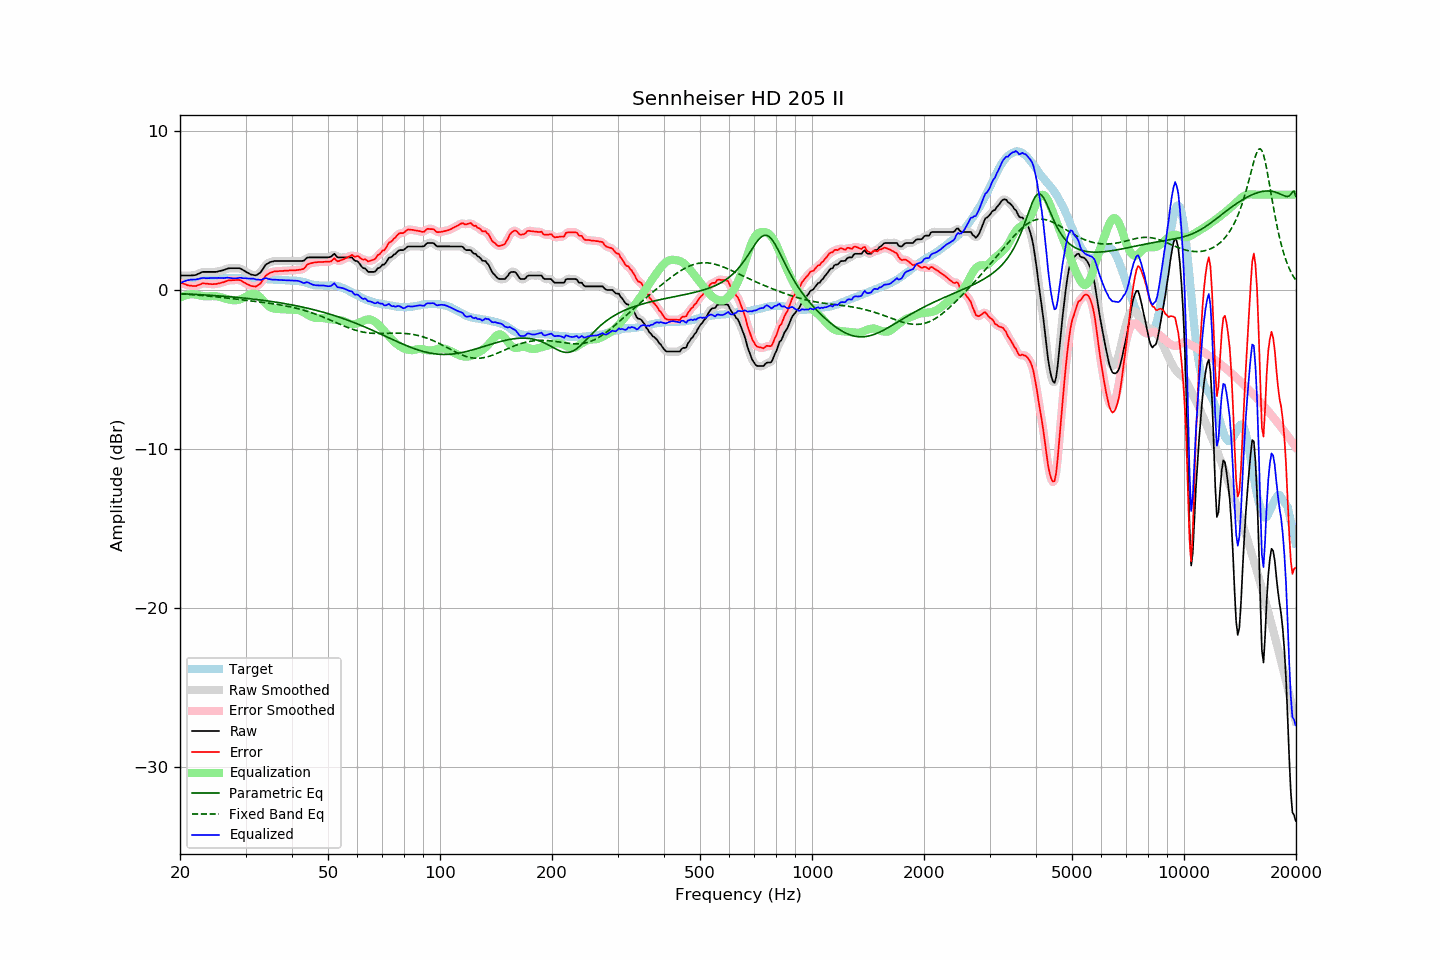 Sennheiser HD 205 II
Amplitude (dBr)
10
0
−10
−20
−30
Target
Raw Smoothed
Error Smoothed
Raw
Error
Equalization
Parametric Eq
Fixed Band Eq
Equalized
20 50 100 200 500 1000 2000 5000 10000 20000
Frequency (Hz)